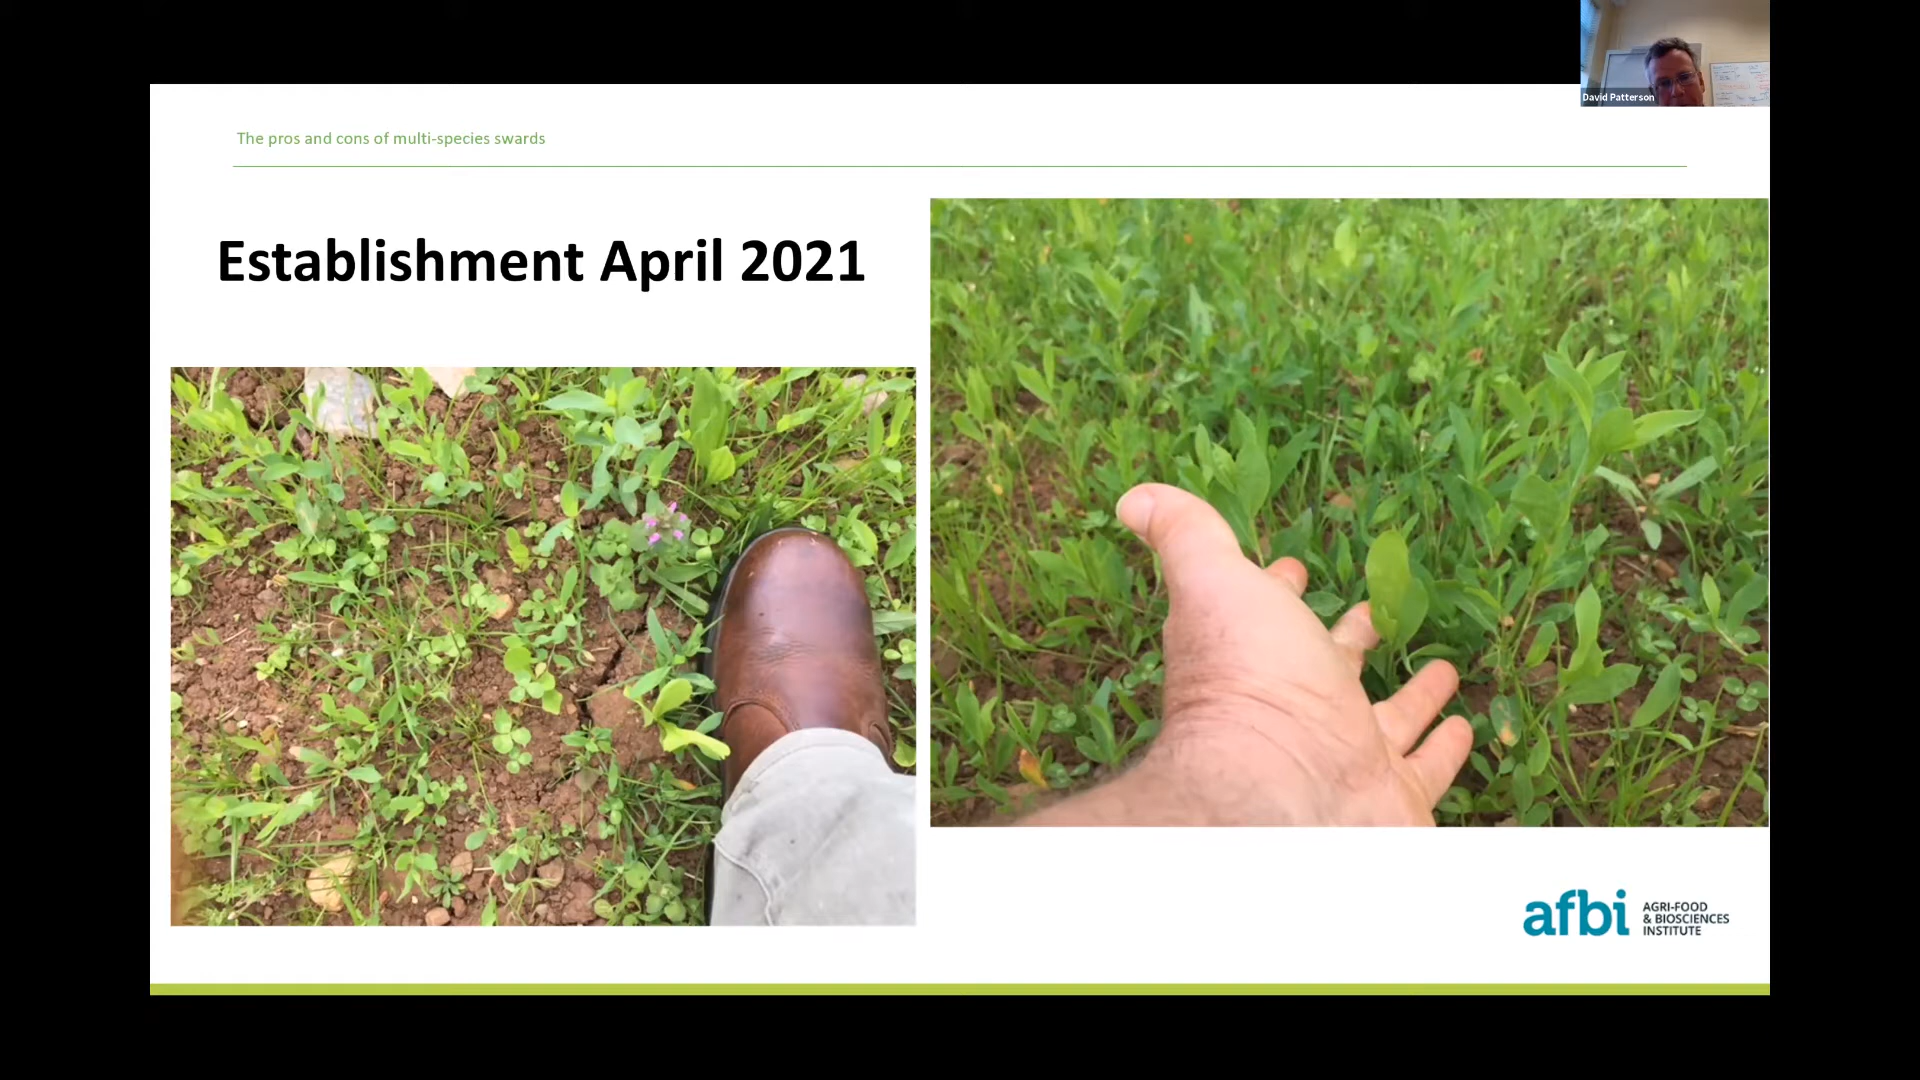 David Patterson
The pros and cons of multi-species swards
Establishment April 2021
afbi
AGRI-FOOD
& BIOSCIENCES
INSTITUTE